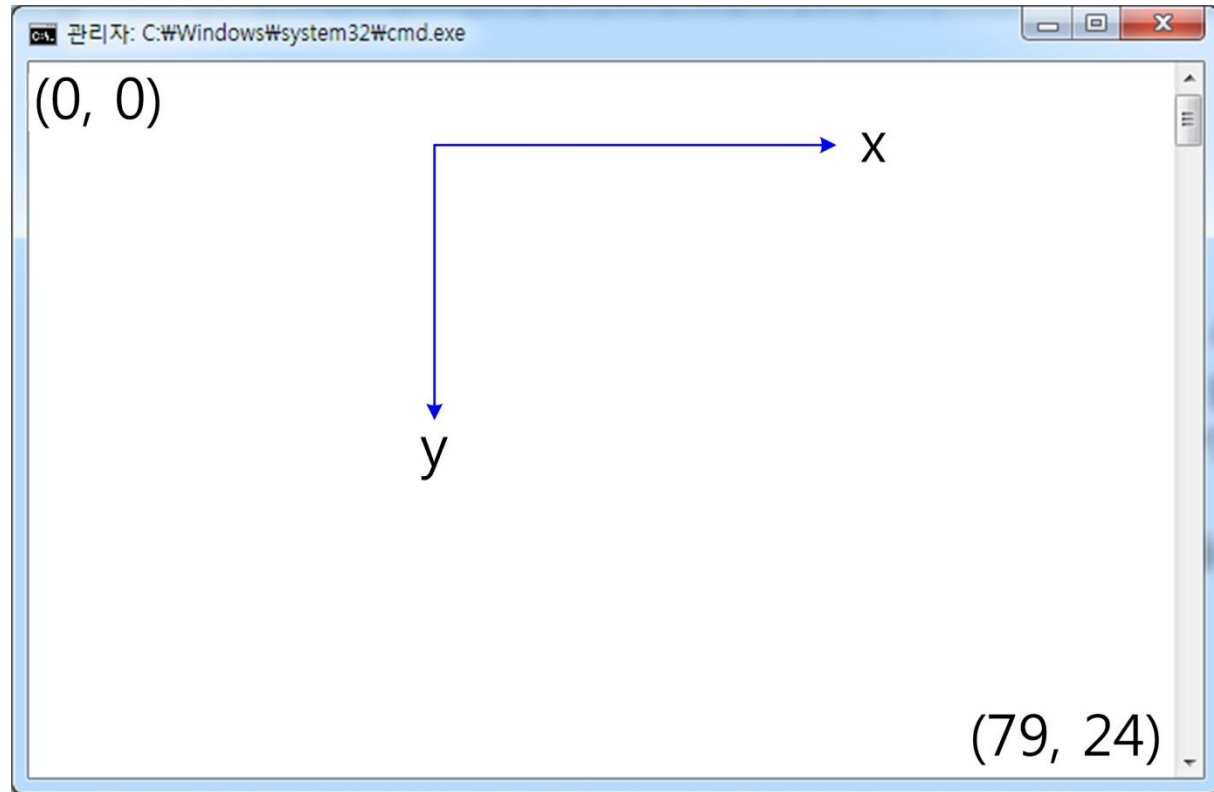 관리자: C:₩Windows₩system32₩cmd.exe
(0, 0)
x
y
(79, 24)